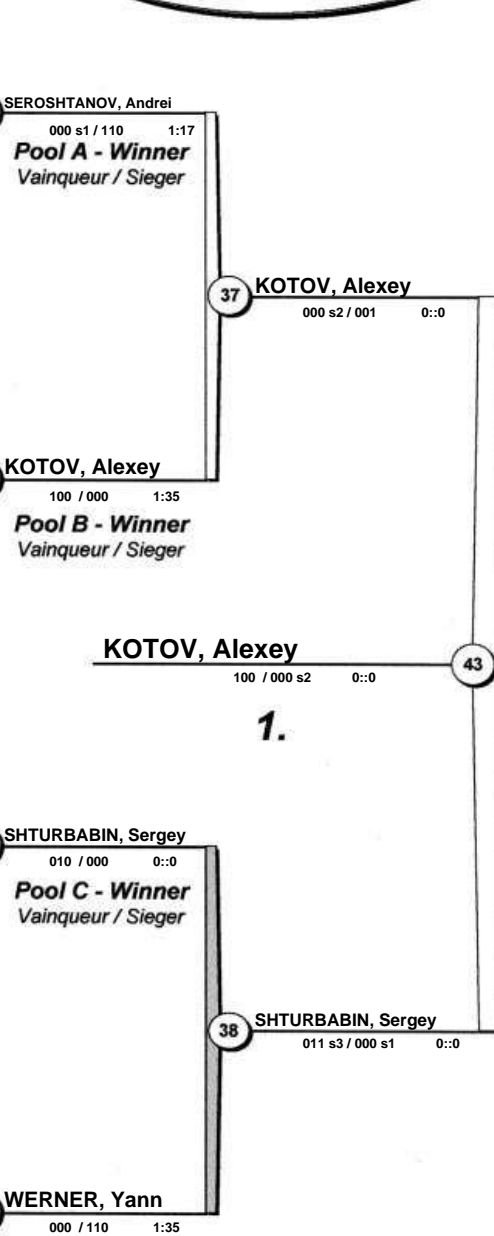 SEROSHTANOV, Andrei
000 s1 / 110 1:17
Pool A - Winner
Vainqueur / Sieger
37
KOTOV, Alexey
000 s2 / 001 0::0
KOTOV, Alexey
100 / 000 1:35
Pool B - Winner
Vainqueur / Sieger
KOTOV, Alexey
43
100 / 000 s2 0::0
1.
SHTURBABIN, Sergey
010 / 000 0::0
Pool C - Winner
Vainqueur / Sieger
38
SHTURBABIN, Sergey
011 s3 / 000 s1 0::0
WERNER, Yann
000 / 110 1:35